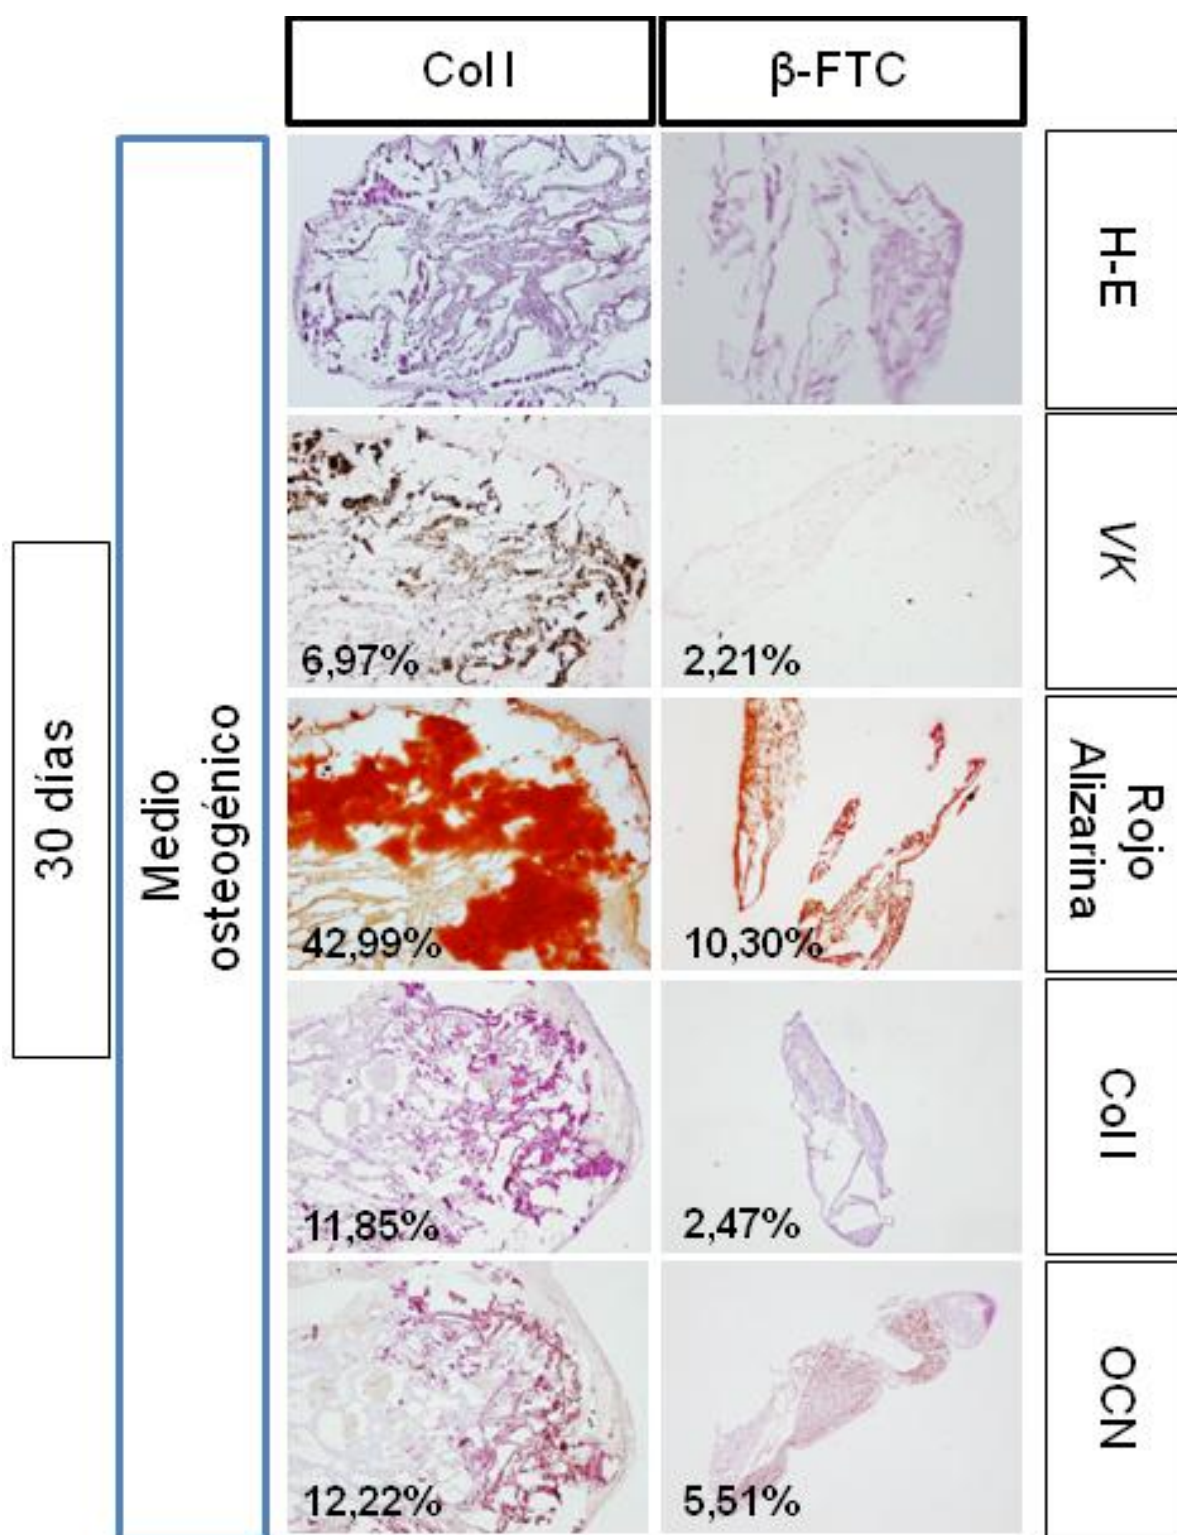 Col I
β-FTC
30 días
Medio
osteogénico
H-E
VK
6,97%
2,21%
Rojo
Alizarina
42,99%
10,30%
Col I
11,85%
2,47%
OCN
12,22%
5,51%